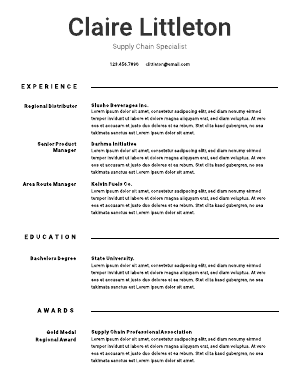 Claire Littleton
Supply Chain Specialist
123.456.7890 clittleton@email.com
EXPERIENCE
Regional Distributor
Slusho Beverages Inc.
Lorem ipsum dolor sit amet, consetetur sadipscing elitr, sed diam nonumy eirmod
tempor invidunt ut labore et dolore magna aliquyam erat, sed diam voluptua. At vero
eos et accusam et justo duo dolores et ea rebum. Stet clita kasd gubergren, no sea
takimata sanctus est Lorem ipsum dolor sit amet.
Senior Product
Manager
Darhma Initiative
Lorem ipsum dolor sit amet, consetetur sadipscing elitr, sed diam nonumy eirmod
tempor invidunt ut labore et dolore magna aliquyam erat, sed diam voluptua. At vero
eos et accusam et justo duo dolores et ea rebum. Stet clita kasd gubergren, no sea
takimata sanctus est Lorem ipsum dolor sit amet.
Area Route Manager
Kelvin Fuels Co.
Lorem ipsum dolor sit amet, consetetur sadipscing elitr, sed diam nonumy eirmod
tempor invidunt ut labore et dolore magna aliquyam erat, sed diam voluptua. At vero
eos et accusam et justo duo dolores et ea rebum. Stet clita kasd gubergren, no sea
takimata sanctus est Lorem ipsum dolor sit amet.
EDUCATION
Bachelors Degree
State University.
Lorem ipsum dolor sit amet, consetetur sadipscing elitr, sed diam nonumy eirmod
tempor invidunt ut labore et dolore magna aliquyam erat, sed diam voluptua. At vero
eos et accusam et justo duo dolores et ea rebum. Stet clita kasd gubergren, no sea
takimata sanctus est Lorem ipsum dolor sit amet.
AWARDS
Gold Medal
Regional Award
Supply Chain Professional Association
Lorem ipsum dolor sit amet, consetetur sadipscing elitr, sed diam nonumy eirmod
tempor invidunt ut labore et dolore magna aliquyam erat, sed diam voluptua. At vero
eos et accusam et justo duo dolores et ea rebum. Stet clita kasd gubergren, no sea
takimata sanctus est Lorem ipsum dolor sit amet.